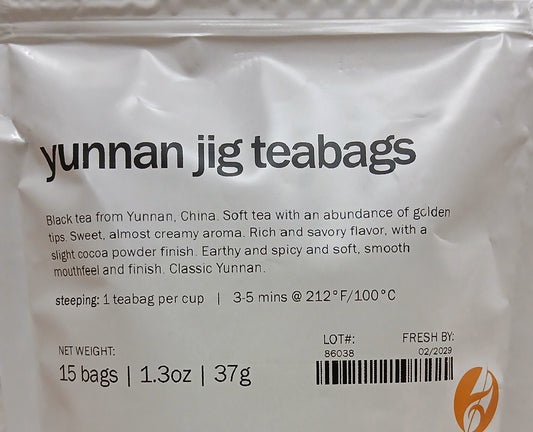 yunnan jig teabags
Black tea from Yunnan, China. Soft tea with an abundance of golden
tips. Sweet, almost creamy aroma. Rich and savory flavor, with a
slight cocoa powder finish. Earthy and spicy and soft, smooth
mouthfeel and finish. Classic Yunnan.
steeping: 1 teabag per cup | 3-5 mins @ 212°F/100°C
NET WEIGHT:
15 bags | 1.3oz | 37g
LOT#: FRESH BY:
86038 02/2029